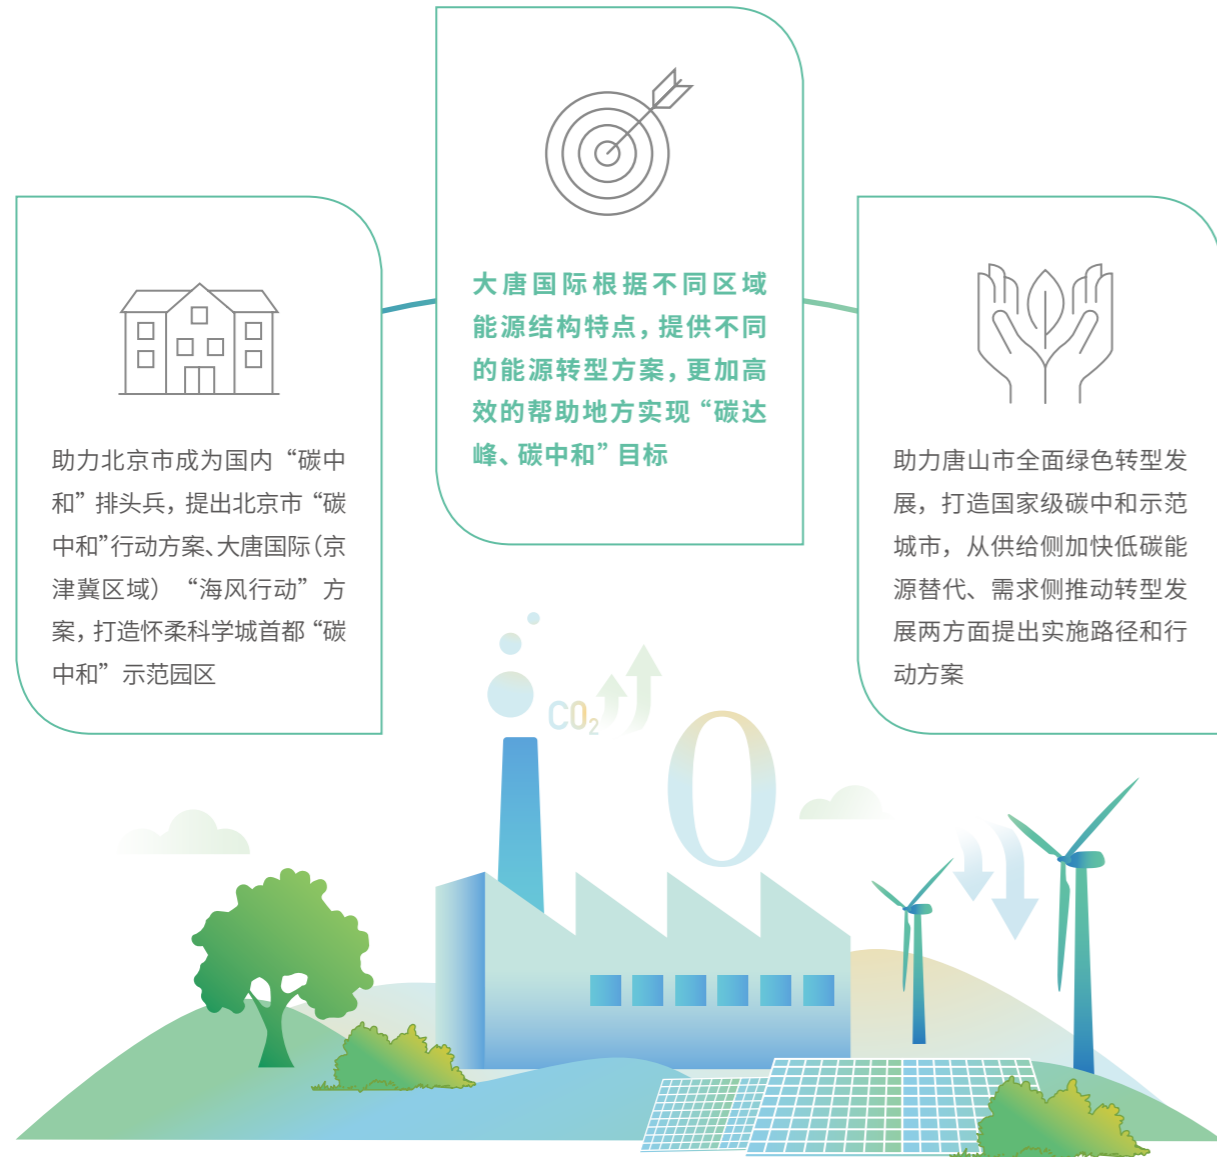 大唐国际根据不同区域
能源结构特点，提供不同
的能源转型方案，更加高
效的帮助地方实现“碳达
峰、碳中和”目标
助力北京市成为国内“碳中
和”排头兵，提出北京市“碳
中和”行动方案、大唐国际（京
津冀区域）“海风行动”方
案，打造怀柔科学城首都“碳
中和”示范园区
助力唐山市全面绿色转型发
展，打造国家级碳中和示范
城市，从供给侧加快低碳能
源替代、需求侧推动转型发
展两方面提出实施路径和行
动方案
CO₂
0